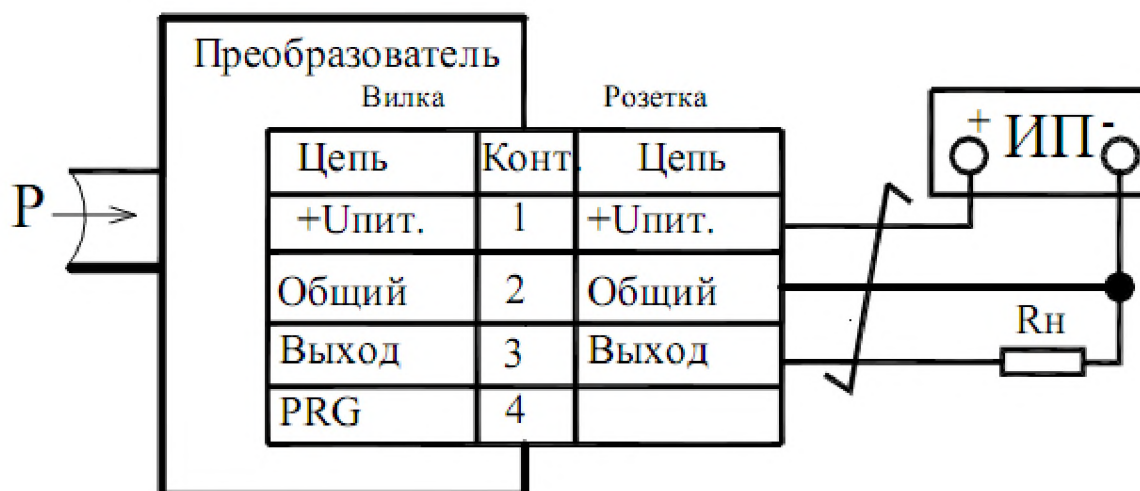 Преобразователь
Вилка Розетка
+ ИП -
Цепь Конт. Цепь
P
+Uпит. 1 +Uпит.
Общий 2 Общий
Rн
Выход 3 Выход
PRG 4